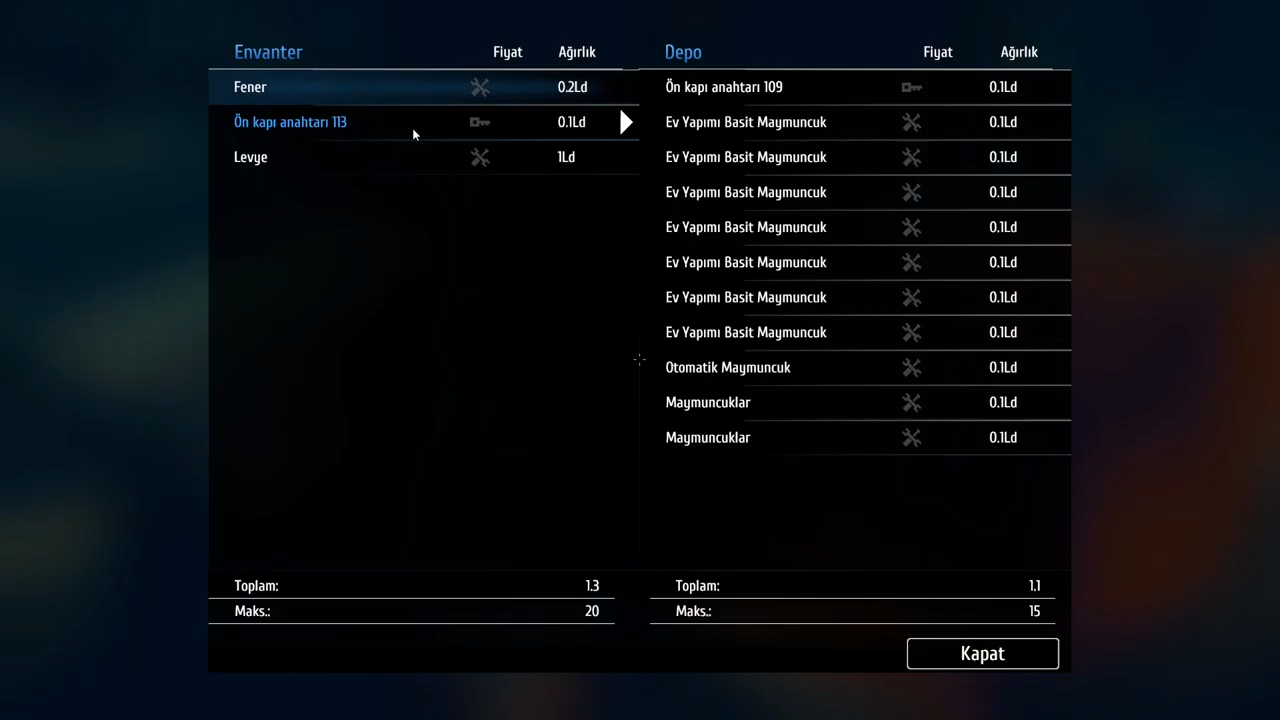 Envanter Fiyat Ağırlık
Fener 0.2Ld
Ön kapı anahtarı 113 0.1Ld
Levye 1Ld
Toplam: 1.3
Maks.: 20
Depo Fiyat Ağırlık
Ön kapı anahtarı 109 0.1Ld
Ev Yapımı Basit Maymuncuk 0.1Ld
Ev Yapımı Basit Maymuncuk 0.1Ld
Ev Yapımı Basit Maymuncuk 0.1Ld
Ev Yapımı Basit Maymuncuk 0.1Ld
Ev Yapımı Basit Maymuncuk 0.1Ld
Ev Yapımı Basit Maymuncuk 0.1Ld
Ev Yapımı Basit Maymuncuk 0.1Ld
Otomatik Maymuncuk 0.1Ld
Maymuncuklar 0.1Ld
Maymuncuklar 0.1Ld
Toplam: 1.1
Maks.: 15
Kapat